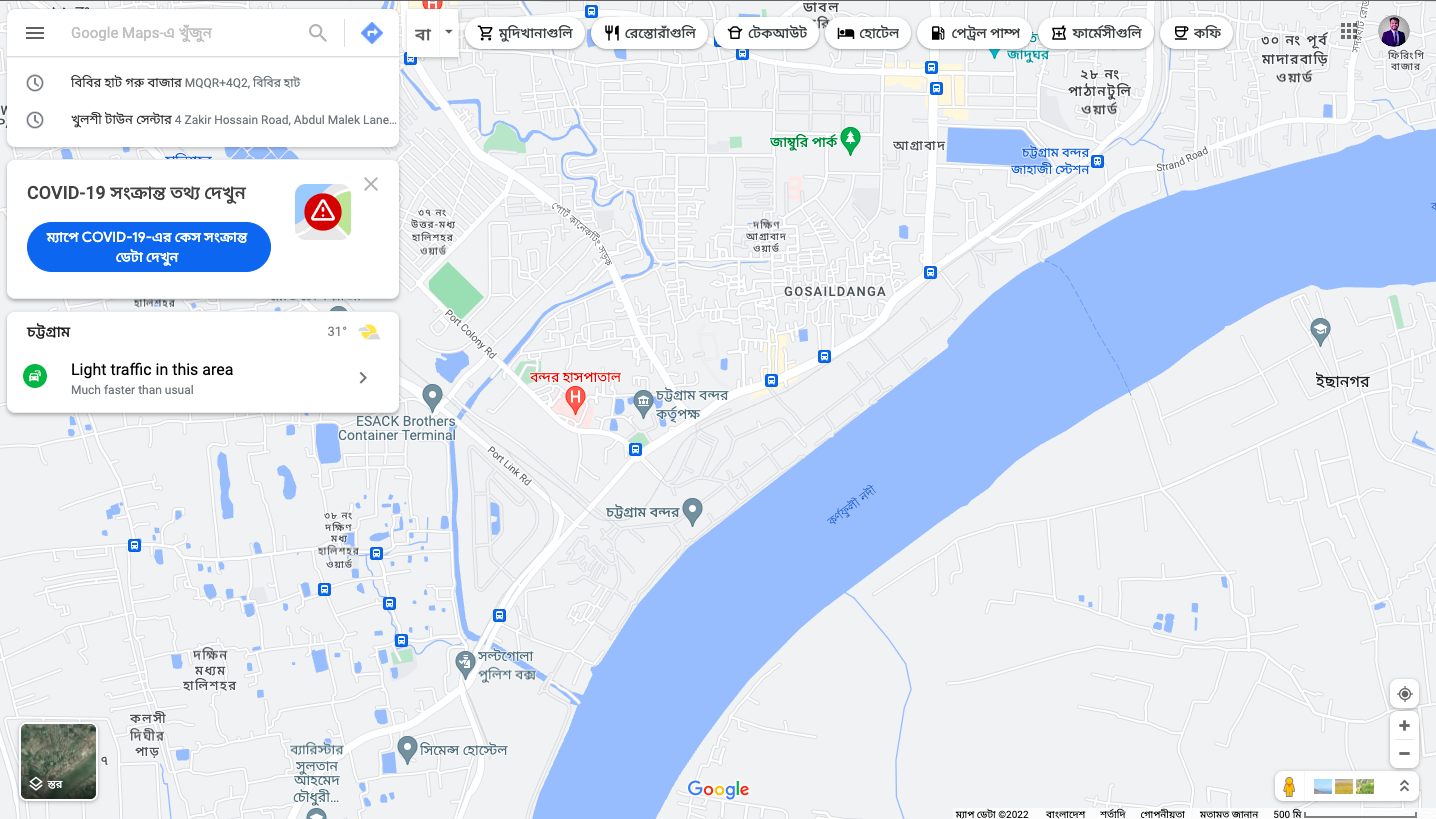 Google Maps-এ খুঁজুন
বা
মুদিখানাগুলি
রেস্তোরাঁগুলি
টেকআউট
হোটেল
পেট্রল পাম্প
ফার্মেসীগুলি
কফি
বিবির হাট গরু বাজার MQQR+4Q2, বিবির হাট
খুলশী টাউন সেন্টার 4 Zakir Hossain Road, Abdul Malek Lane...
COVID-19 সংক্রান্ত তথ্য দেখুন
ম্যাপে COVID-19-এর কেস সংক্রান্ত
ডেটা দেখুন
হালিশহর
চট্টগ্রাম
31°
Light traffic in this area
Much faster than usual
ডাবল
জাদুঘর
২৮ নং
পাঠানটুলি
ওয়ার্ড
৩০ নং পূর্ব
মাদারবাড়ি
ওয়ার্ড
ফিরিংগি
বাজার
জাম্বুরি পার্ক
আগ্রাবাদ
চট্টগ্রাম বন্দর
জাহাজী স্টেশন
Strand Road
৩৭ নং
উত্তর-মধ্য
হালিশহর
ওয়ার্ড
পোর্ট কানেকটিং সড়ক
দক্ষিণ
আগ্রাবাদ
ওয়ার্ড
GOSAILDANGA
Port Colony Rd
বন্দর হাসপাতাল
চট্টগ্রাম বন্দর
কর্তৃপক্ষ
ইছানগর
ESACK Brothers
Container Terminal
Port Link Rd
চট্টগ্রাম বন্দর
কর্ণফুলী নদী
৩৮ নং
দক্ষিণ
মধ্য
হালিশহর
ওয়ার্ড
দক্ষিন
মধ্যম
হালিশহর
সল্টগোলা
পুলিশ বক্স
কলসী
দিঘীর
পাড়
৭
ব্যারিস্টার
সুলতান
আহমেদ
চৌধুরী...
সিমেন্স হোস্টেল
স্তর
Google
ম্যাপ ডেটা ©2022 বাংলাদেশ শর্তাদি গোপনীয়তা মতামত জানান 500 মি